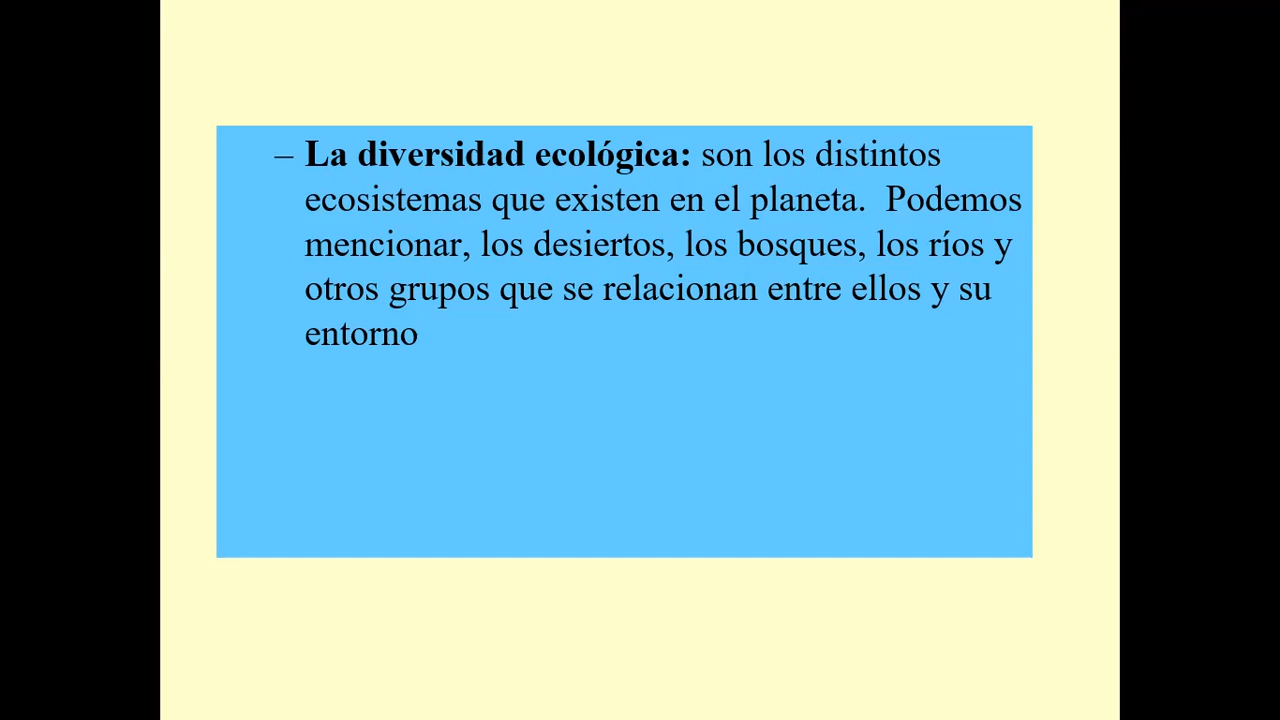 – La diversidad ecológica: son los distintos
ecosistemas que existen en el planeta.  Podemos
mencionar, los desiertos, los bosques, los ríos y
otros grupos que se relacionan entre ellos y su
entorno